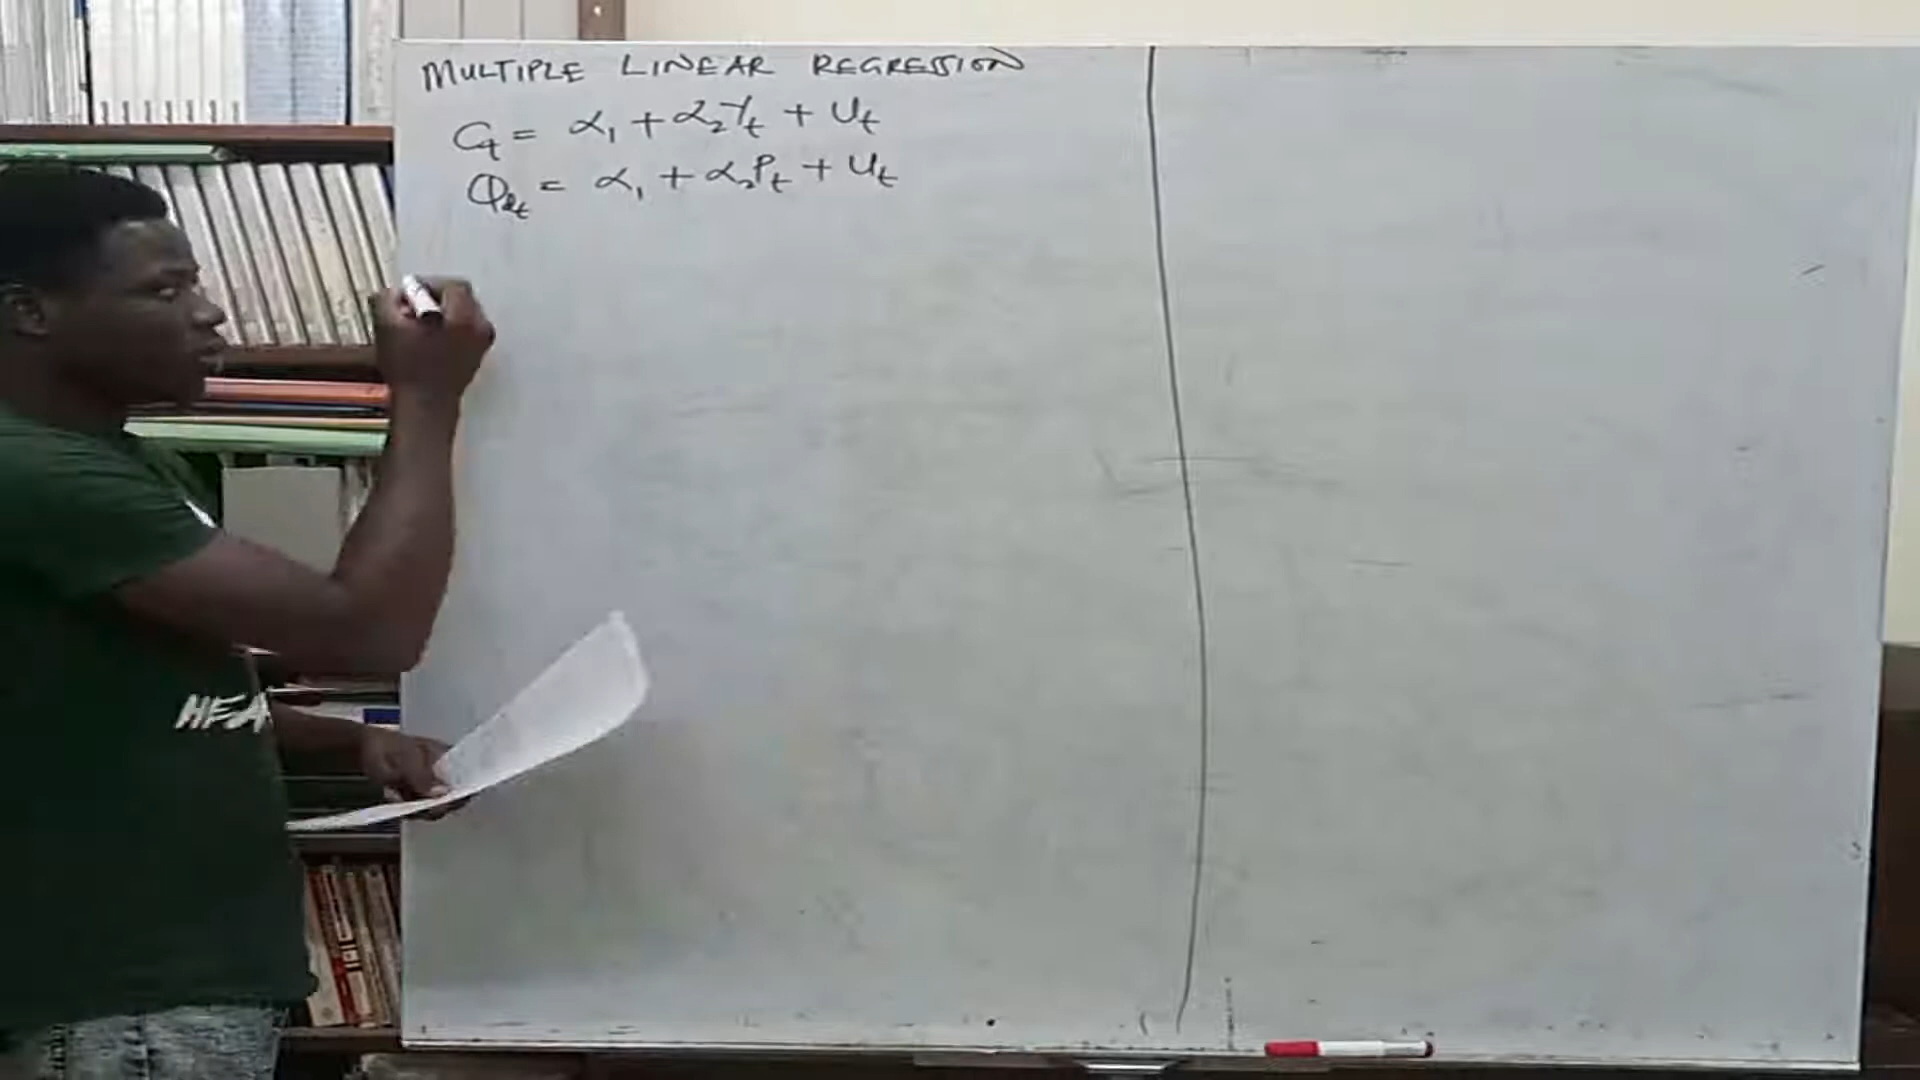 MULTIPLE LINEAR REGRESSION
Ct = α₁ + α₂Yt + Ut
Qdt = α₁ + α₂Pt + Ut